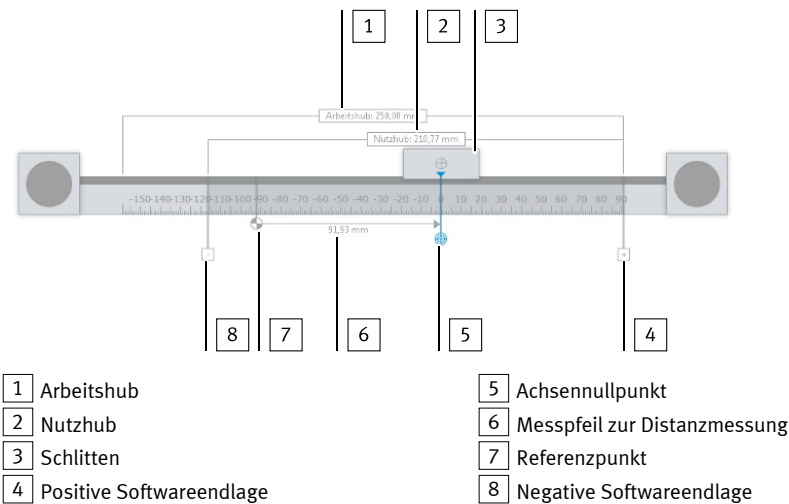 1 2 3
Arbeitshub: 250,00 mm
Nutzhub: 210,77 mm
-150-140-130-120-110-100-90 -80 -70 -60 -50 -40 -30 -20 -10 0 10 20 30 40 50 60 70 80 90
91,93 mm
- +
8 7 6 5 4
1 Arbeitshub
2 Nutzhub
3 Schlitten
4 Positive Softwareendlage
5 Achsennullpunkt
6 Messpfeil zur Distanzmessung
7 Referenzpunkt
8 Negative Softwareendlage